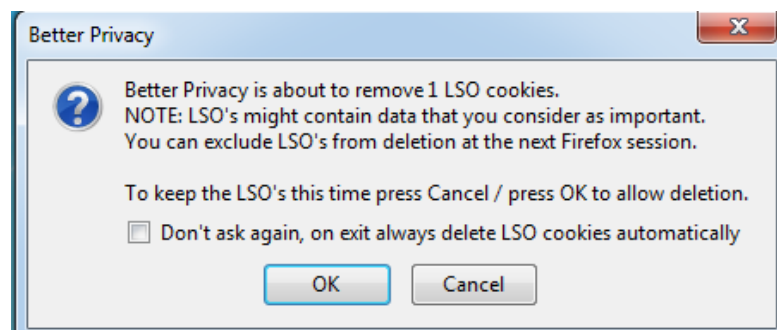 Better Privacy
Better Privacy is about to remove 1 LSO cookies.
NOTE: LSO's might contain data that you consider as important.
You can exclude LSO's from deletion at the next Firefox session.
To keep the LSO's this time press Cancel / press OK to allow deletion.
Don't ask again, on exit always delete LSO cookies automatically
OK Cancel